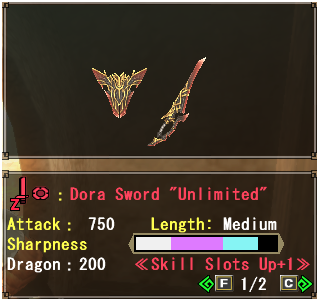 Z : Dora Sword "Unlimited"
Attack : 750 Length: Medium
Sharpness
Dragon : 200 ≪Skill Slots Up+1≫
F 1/2 C